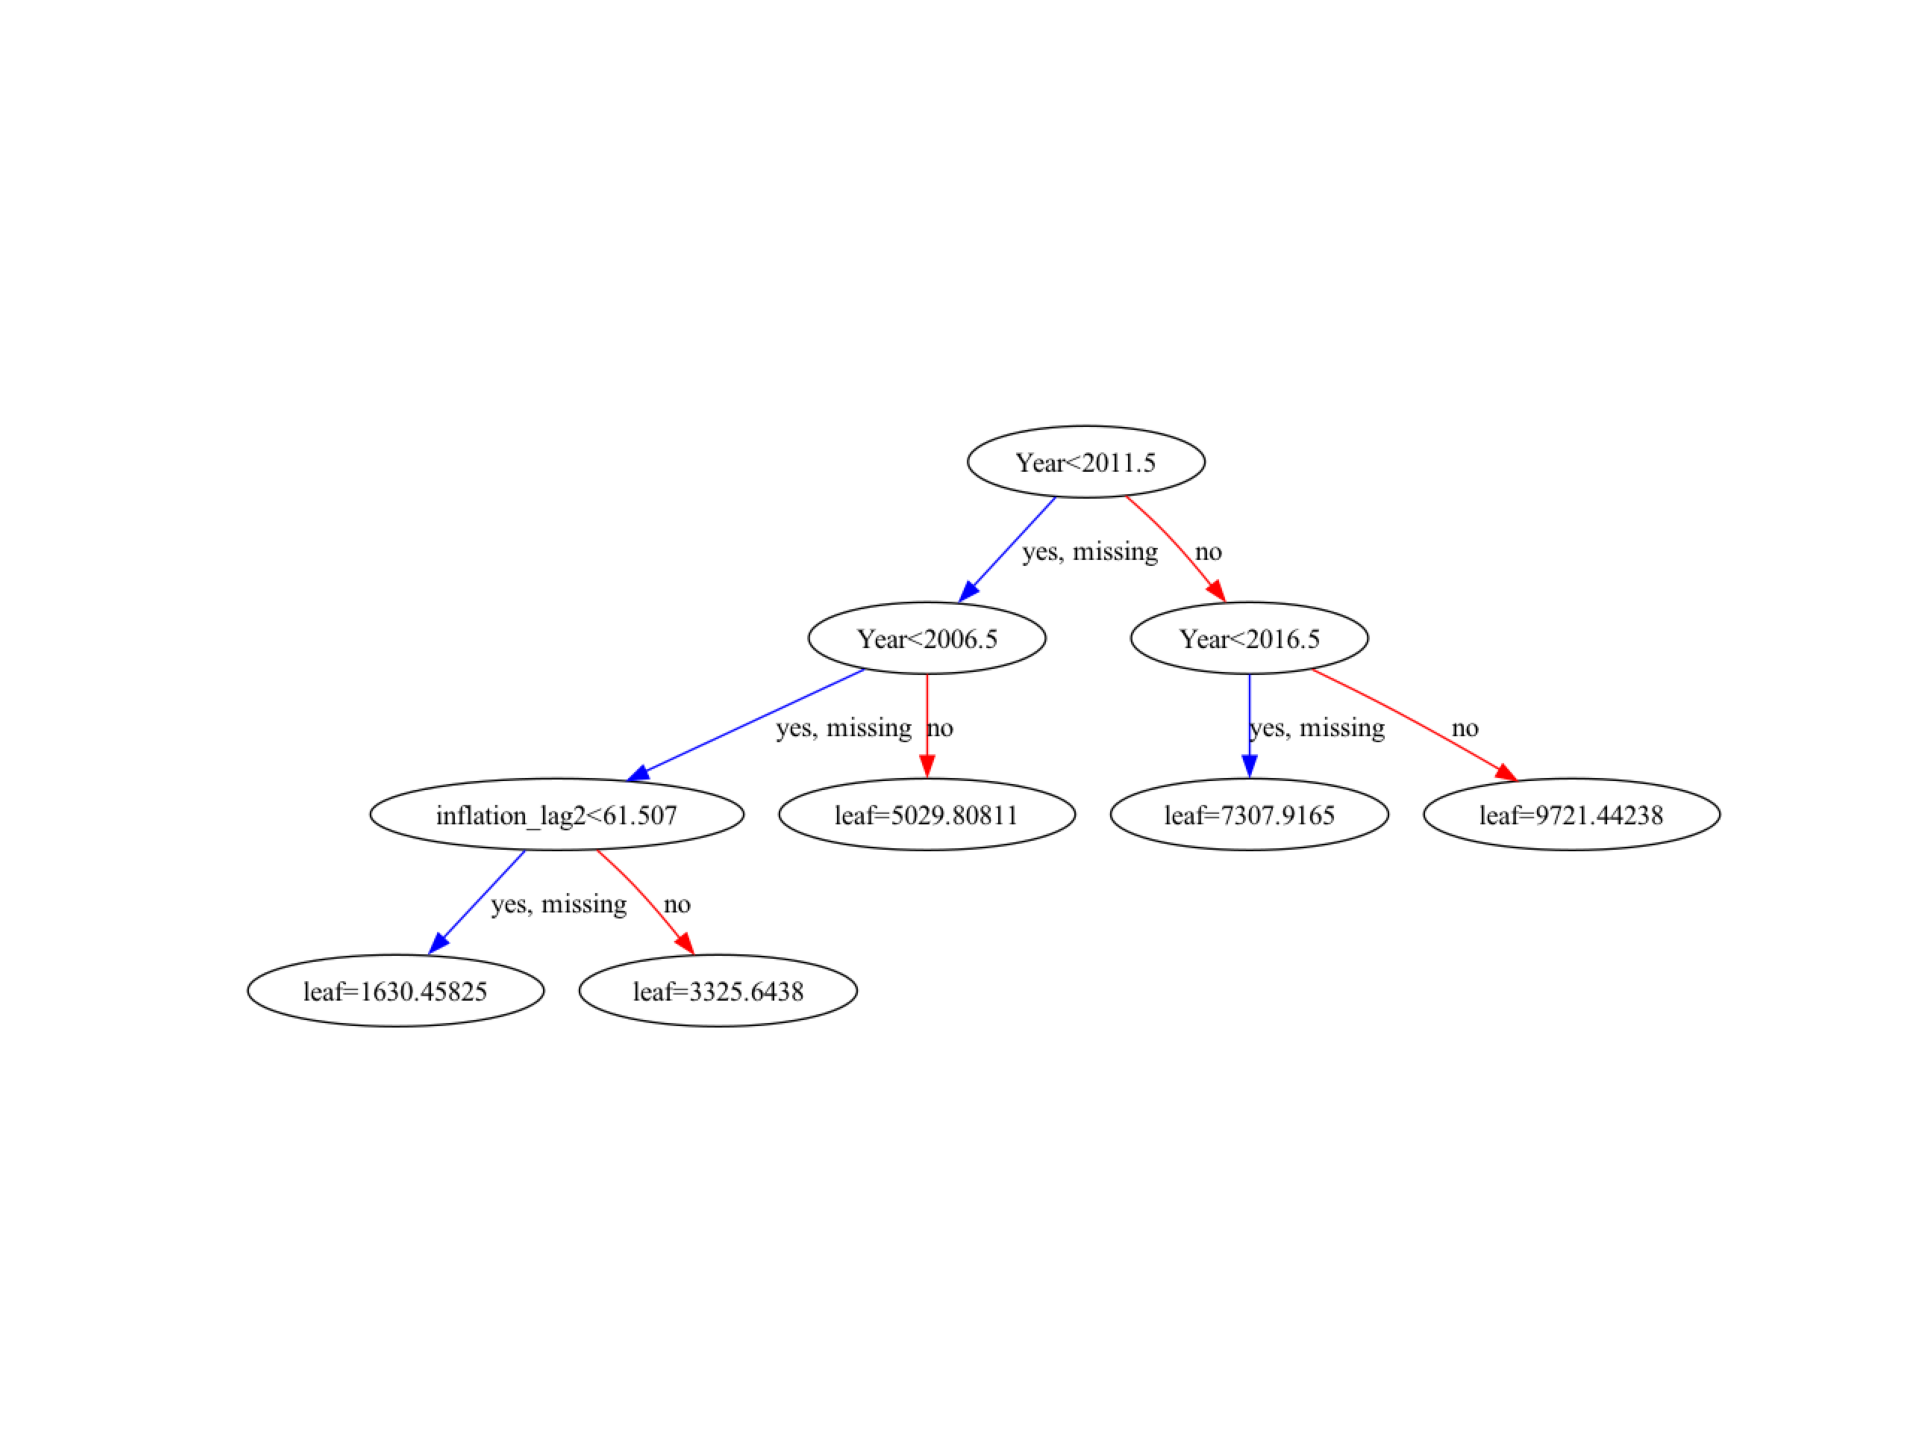 Year<2011.5
yes, missing
no
Year<2006.5
Year<2016.5
yes, missing
no
yes, missing
no
inflation_lag2<61.507
leaf=5029.80811
leaf=7307.9165
leaf=9721.44238
yes, missing
no
leaf=1630.45825
leaf=3325.6438